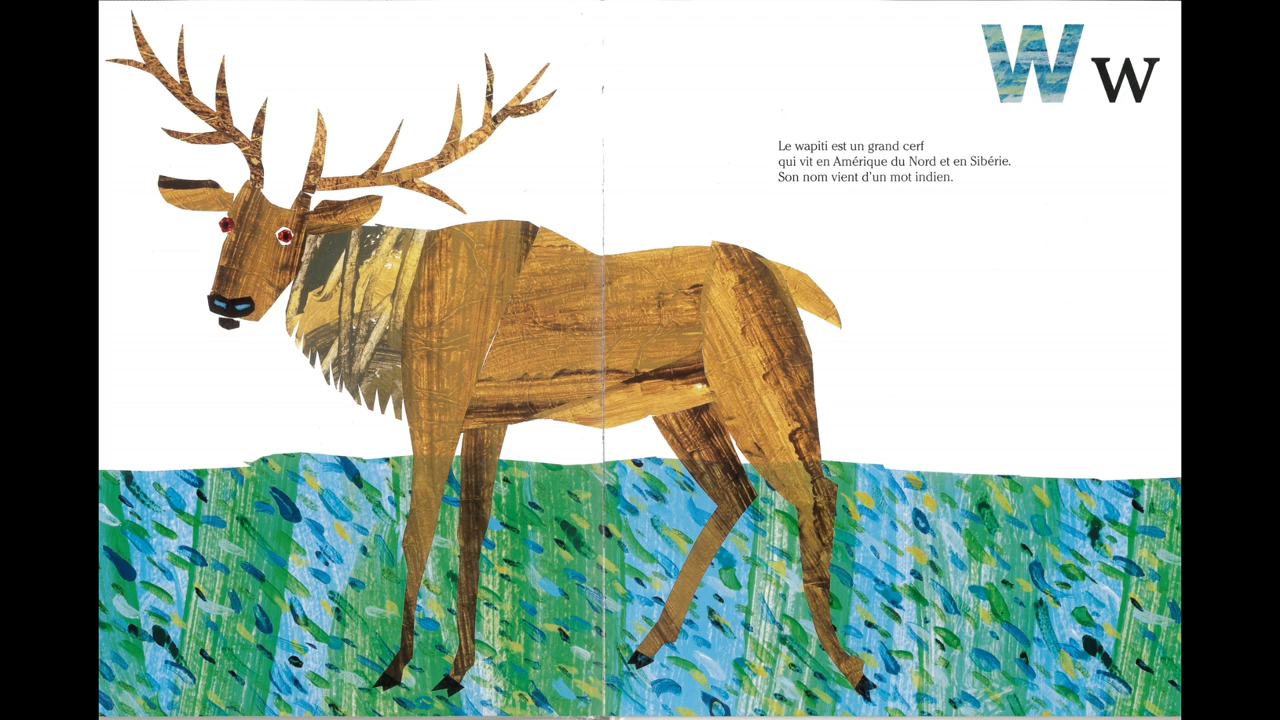 W w
Le wapiti est un grand cerf
qui vit en Amérique du Nord et en Sibérie.
Son nom vient d'un mot indien.